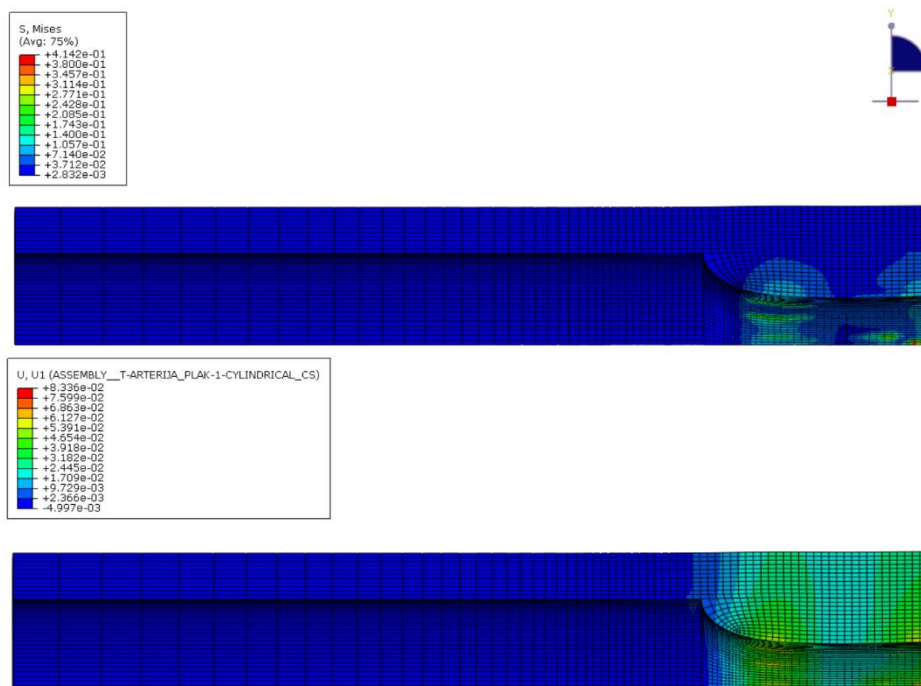 S, Mises
(Avg: 75%)
+4.142e-01
+3.800e-01
+3.457e-01
+3.114e-01
+2.771e-01
+2.428e-01
+2.085e-01
+1.743e-01
+1.400e-01
+1.057e-01
+7.140e-02
+3.712e-02
+2.832e-03
Y
U, U1 (ASSEMBLY__T-ARTERIJA_PLAK-1-CYLINDRICAL_CS)
+8.336e-02
+7.599e-02
+6.863e-02
+6.127e-02
+5.391e-02
+4.654e-02
+3.918e-02
+3.182e-02
+2.445e-02
+1.709e-02
+9.729e-03
+2.366e-03
-4.997e-03